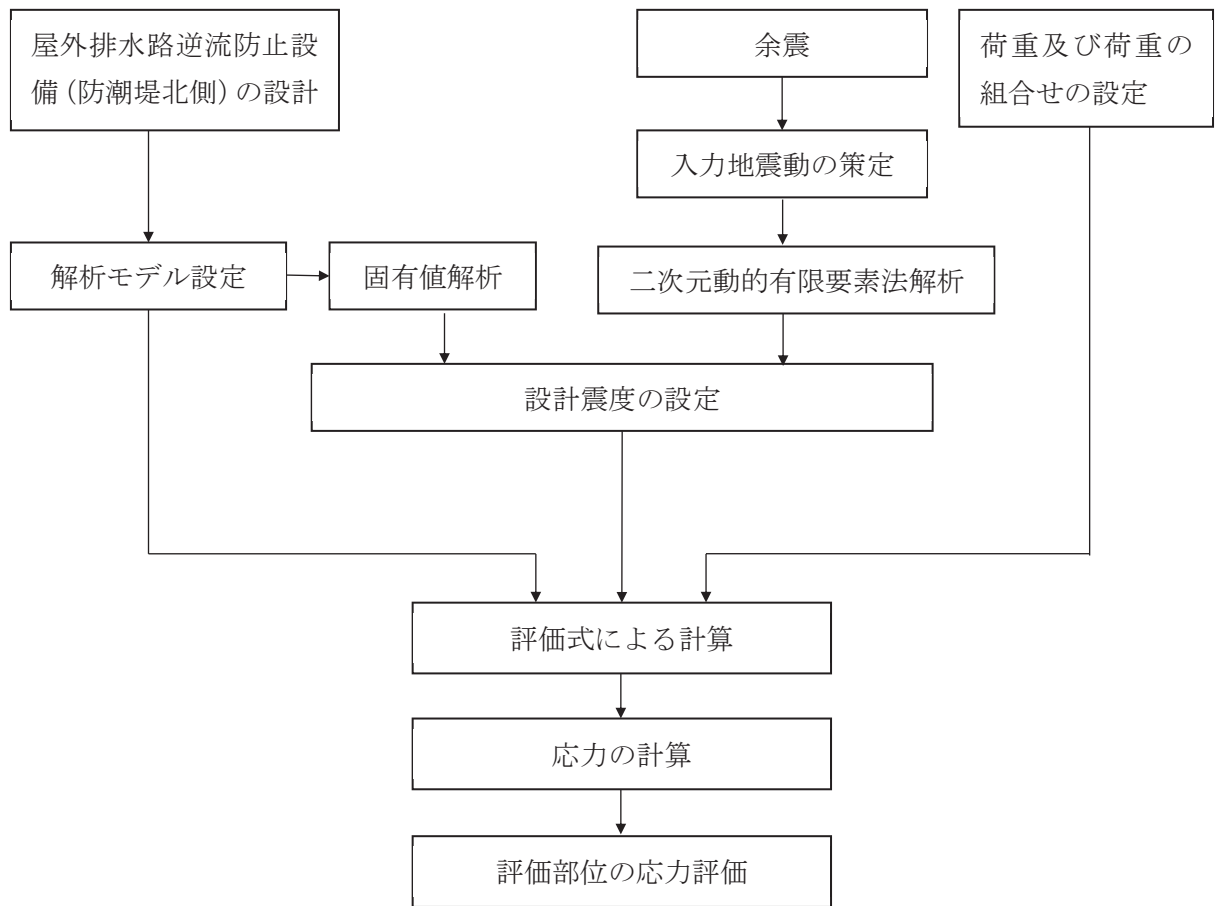 屋外排水路逆流防止設
備(防潮堤北側)の設計
余震
荷重及び荷重の
組合せの設定
入力地震動の策定
解析モデル設定
固有値解析
二次元動的有限要素法解析
設計震度の設定
評価式による計算
応力の計算
評価部位の応力評価